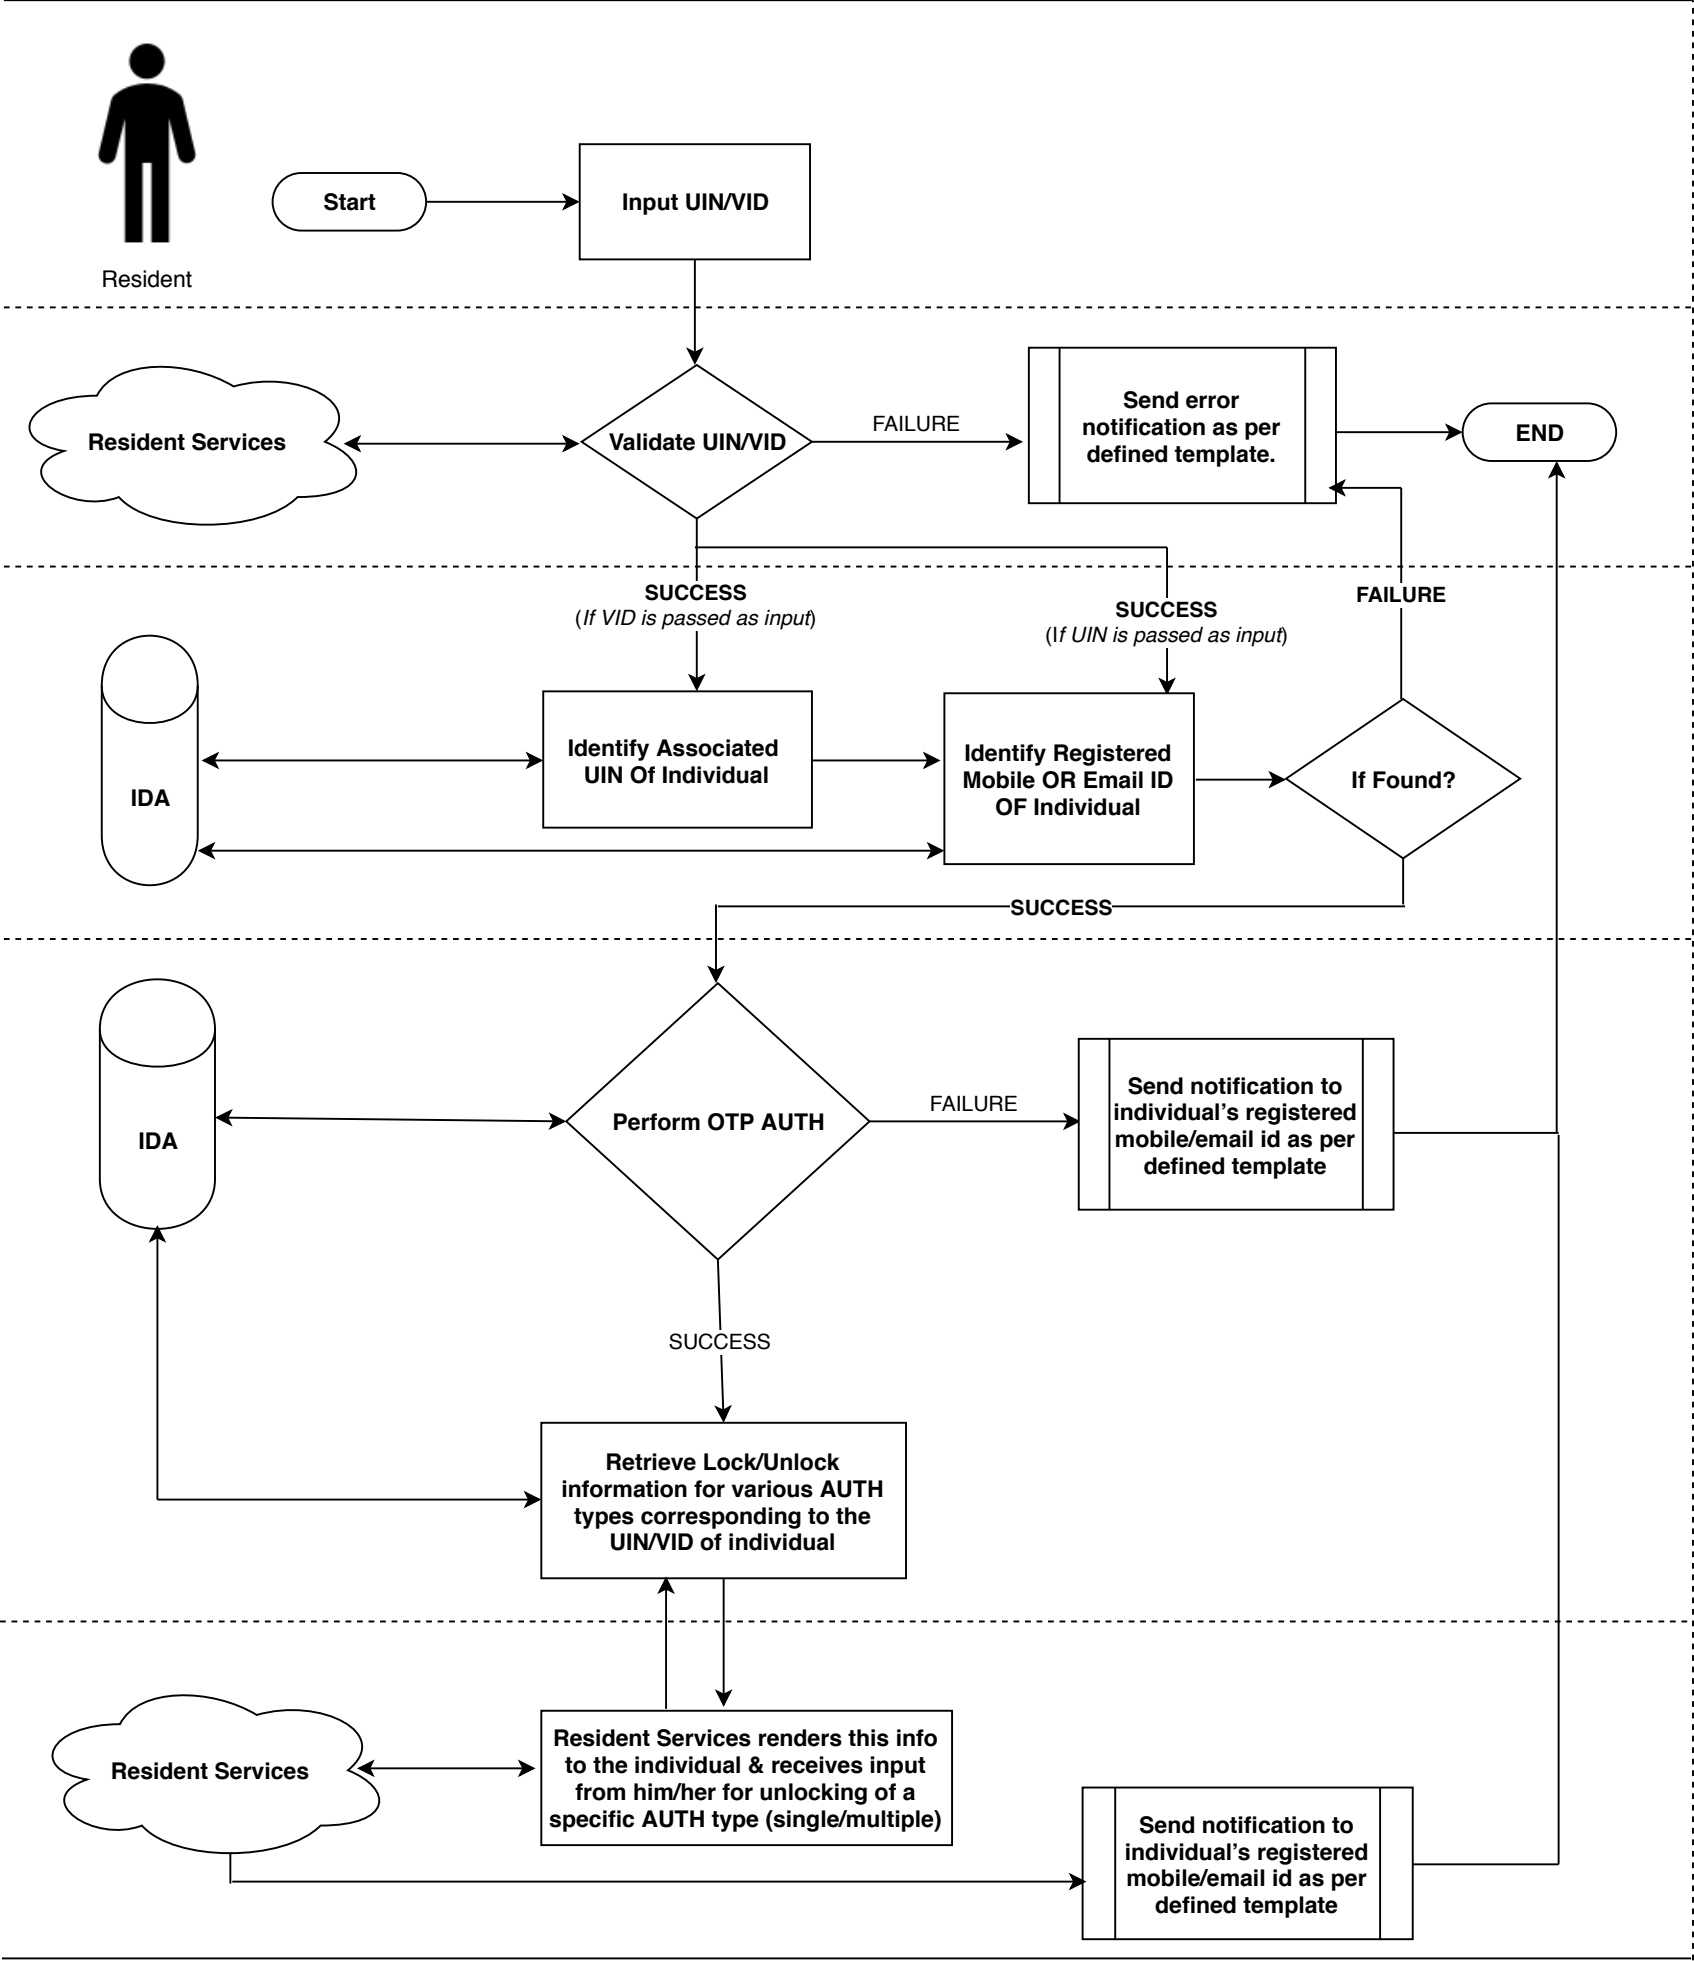 Resident
Start
Input UIN/VID
Resident Services
Validate UIN/VID
FAILURE
Send error
notification as per
defined template.
END
SUCCESS
(If VID is passed as input)
SUCCESS
(If UIN is passed as input)
FAILURE
IDA
Identify Associated
UIN Of Individual
Identify Registered
Mobile OR Email ID
OF Individual
If Found?
SUCCESS
IDA
Perform OTP AUTH
FAILURE
Send notification to
individual's registered
mobile/email id as per
defined template
SUCCESS
Retrieve Lock/Unlock
information for various AUTH
types corresponding to the
UIN/VID of individual
Resident Services
Resident Services renders this info
to the individual & receives input
from him/her for unlocking of a
specific AUTH type (single/multiple)
Send notification to
individual's registered
mobile/email id as per
defined template